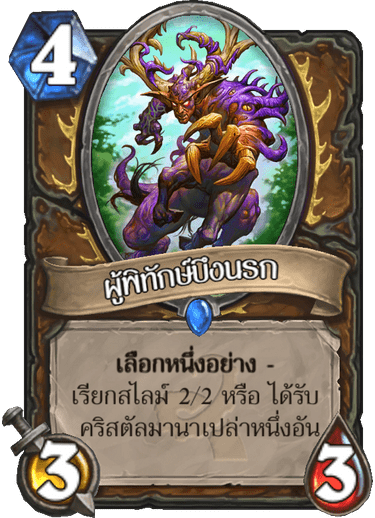 4
ผู้พิทักษ์บึงนรก
เลือกหนึ่งอย่าง -
เรียกสไลม์ 2/2 หรือ ได้รับ
คริสตัลมานาเปล่าหนึ่งอัน
3
3